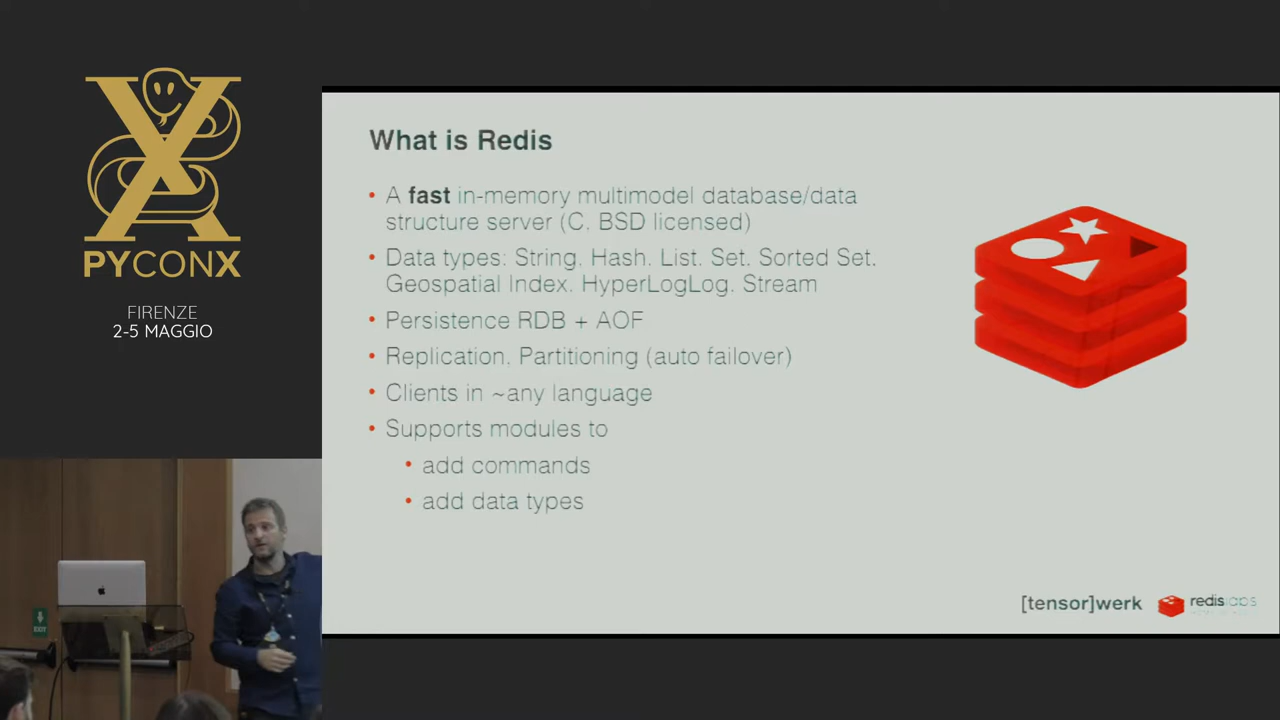 PYCONX
FIRENZE
2-5 MAGGIO
What is Redis
• A fast in-memory multimodel database/data
structure server (C. BSD licensed)
• Data types: String, Hash. List. Set. Sorted Set.
Geospatial Index. HyperLogLog. Stream
• Persistence RDB + AOF
• Replication, Partitioning (auto failover)
• Clients in ~any language
• Supports modules to
• add commands
• add data types
[tensor]werk
redislabs
EXIT